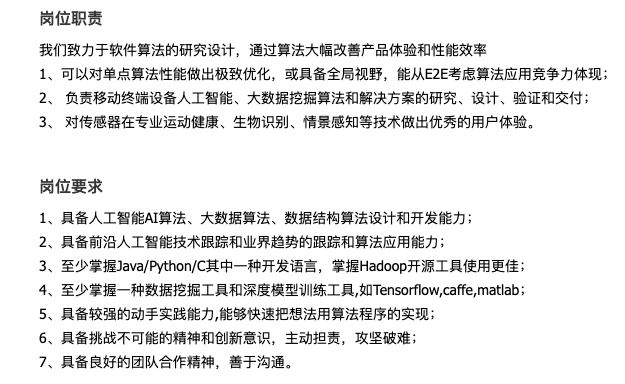 岗位职责
我们致力于软件算法的研究设计，通过算法大幅改善产品体验和性能效率
1、可以对单点算法性能做出极致优化，或具备全局视野，能从E2E考虑算法应用竞争力体现；
2、 负责移动终端设备人工智能、大数据挖掘算法和解决方案的研究、设计、验证和交付；
3、 对传感器在专业运动健康、生物识别、情景感知等技术做出优秀的用户体验。
岗位要求
1、具备人工智能AI算法、大数据算法、数据结构算法设计和开发能力；
2、具备前沿人工智能技术跟踪和业界趋势的跟踪和算法应用能力；
3、至少掌握Java/Python/C其中一种开发语言，掌握Hadoop开源工具使用更佳；
4、至少掌握一种数据挖掘工具和深度模型训练工具,如Tensorflow,caffe,matlab；
5、具备较强的动手实践能力,能够快速把想法用算法程序的实现；
6、具备挑战不可能的精神和创新意识，主动担责，攻坚破难；
7、具备良好的团队合作精神，善于沟通。